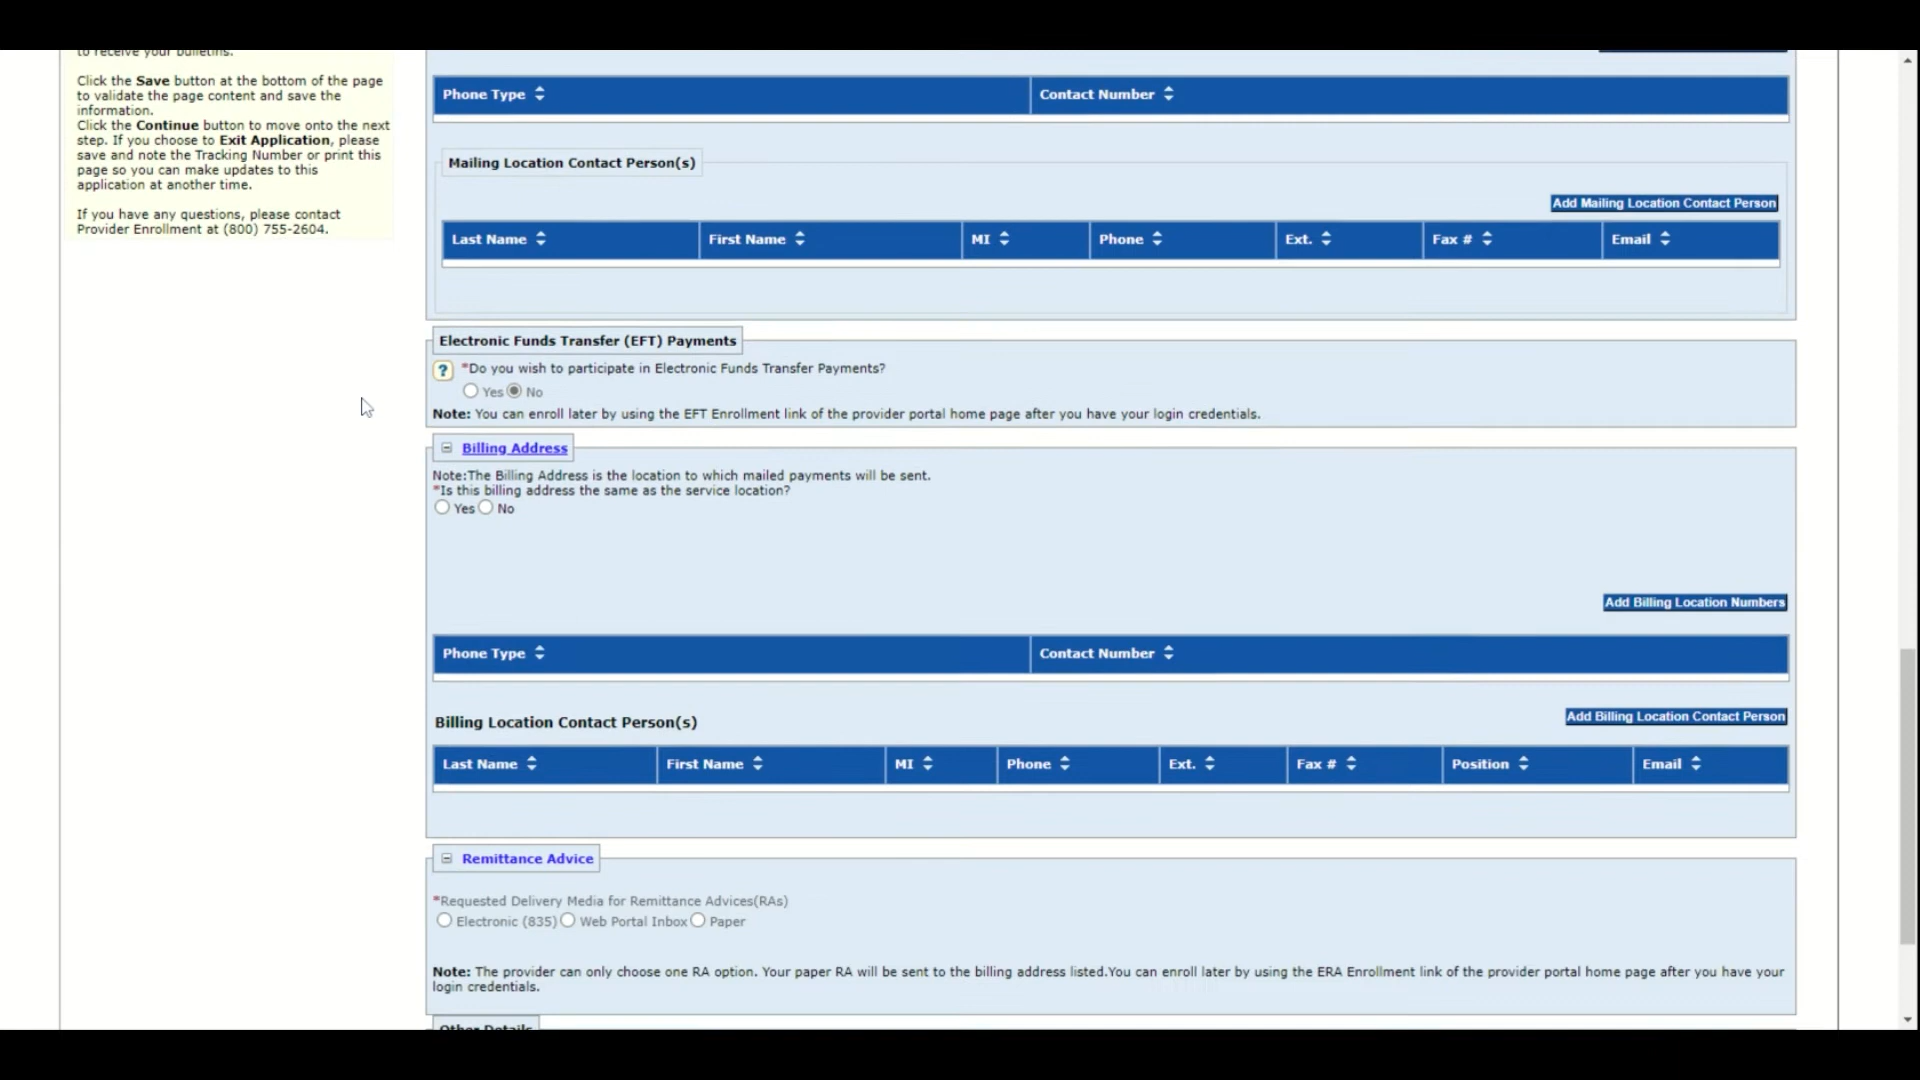 to receive your bulletins.
Click the Save button at the bottom of the page
to validate the page content and save the
information.
Click the Continue button to move onto the next
step. If you choose to Exit Application, please
save and note the Tracking Number or print this
page so you can make updates to this
application at another time.
If you have any questions, please contact
Provider Enrollment at (800) 755-2604.
Phone Type Contact Number
Mailing Location Contact Person(s)
Add Mailing Location Contact Person
Last Name First Name MI Phone Ext. Fax # Email
Electronic Funds Transfer (EFT) Payments
? *Do you wish to participate in Electronic Funds Transfer Payments?
Yes No
Note: You can enroll later by using the EFT Enrollment link of the provider portal home page after you have your login credentials.
Billing Address
Note:The Billing Address is the location to which mailed payments will be sent.
*Is this billing address the same as the service location?
Yes No
Add Billing Location Numbers
Phone Type Contact Number
Billing Location Contact Person(s)
Add Billing Location Contact Person
Last Name First Name MI Phone Ext. Fax # Position Email
Remittance Advice
*Requested Delivery Media for Remittance Advices(RAs)
Electronic (835) Web Portal Inbox Paper
Note: The provider can only choose one RA option. Your paper RA will be sent to the billing address listed.You can enroll later by using the ERA Enrollment link of the provider portal home page after you have your
login credentials.
Other Details